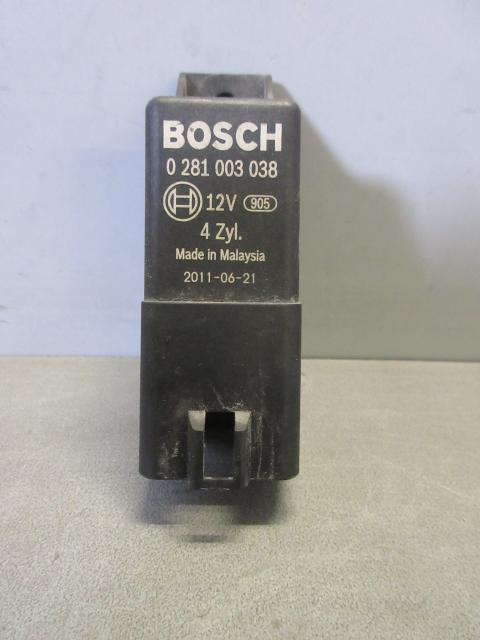 BOSCH
0 281 003 038
12V 905
4 Zyl.
Made in Malaysia
2011-06-21